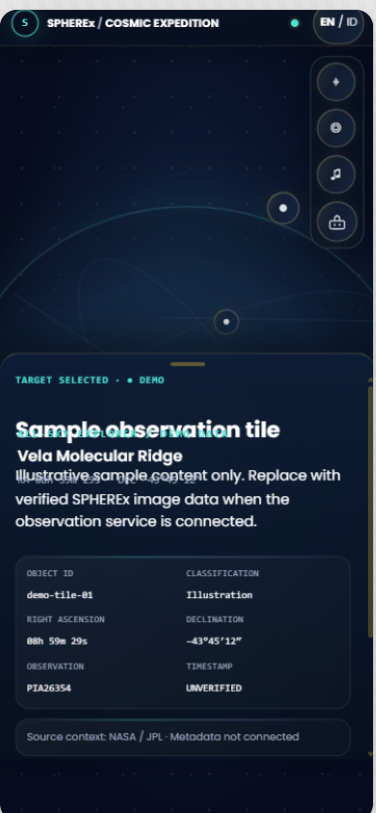 S SPHEREx / COSMIC EXPEDITION EN / ID
TARGET SELECTED · ● DEMO
Sample observation tile
Vela Molecular Ridge
Illustrative sample content only. Replace with
verified SPHEREx image data when the
observation service is connected.
OBJECT ID CLASSIFICATION
demo-tile-01 Illustration
RIGHT ASCENSION DECLINATION
08h 59m 29s −43°45′12″
OBSERVATION TIMESTAMP
PIA26354 UNVERIFIED
Source context: NASA / JPL · Metadata not connected